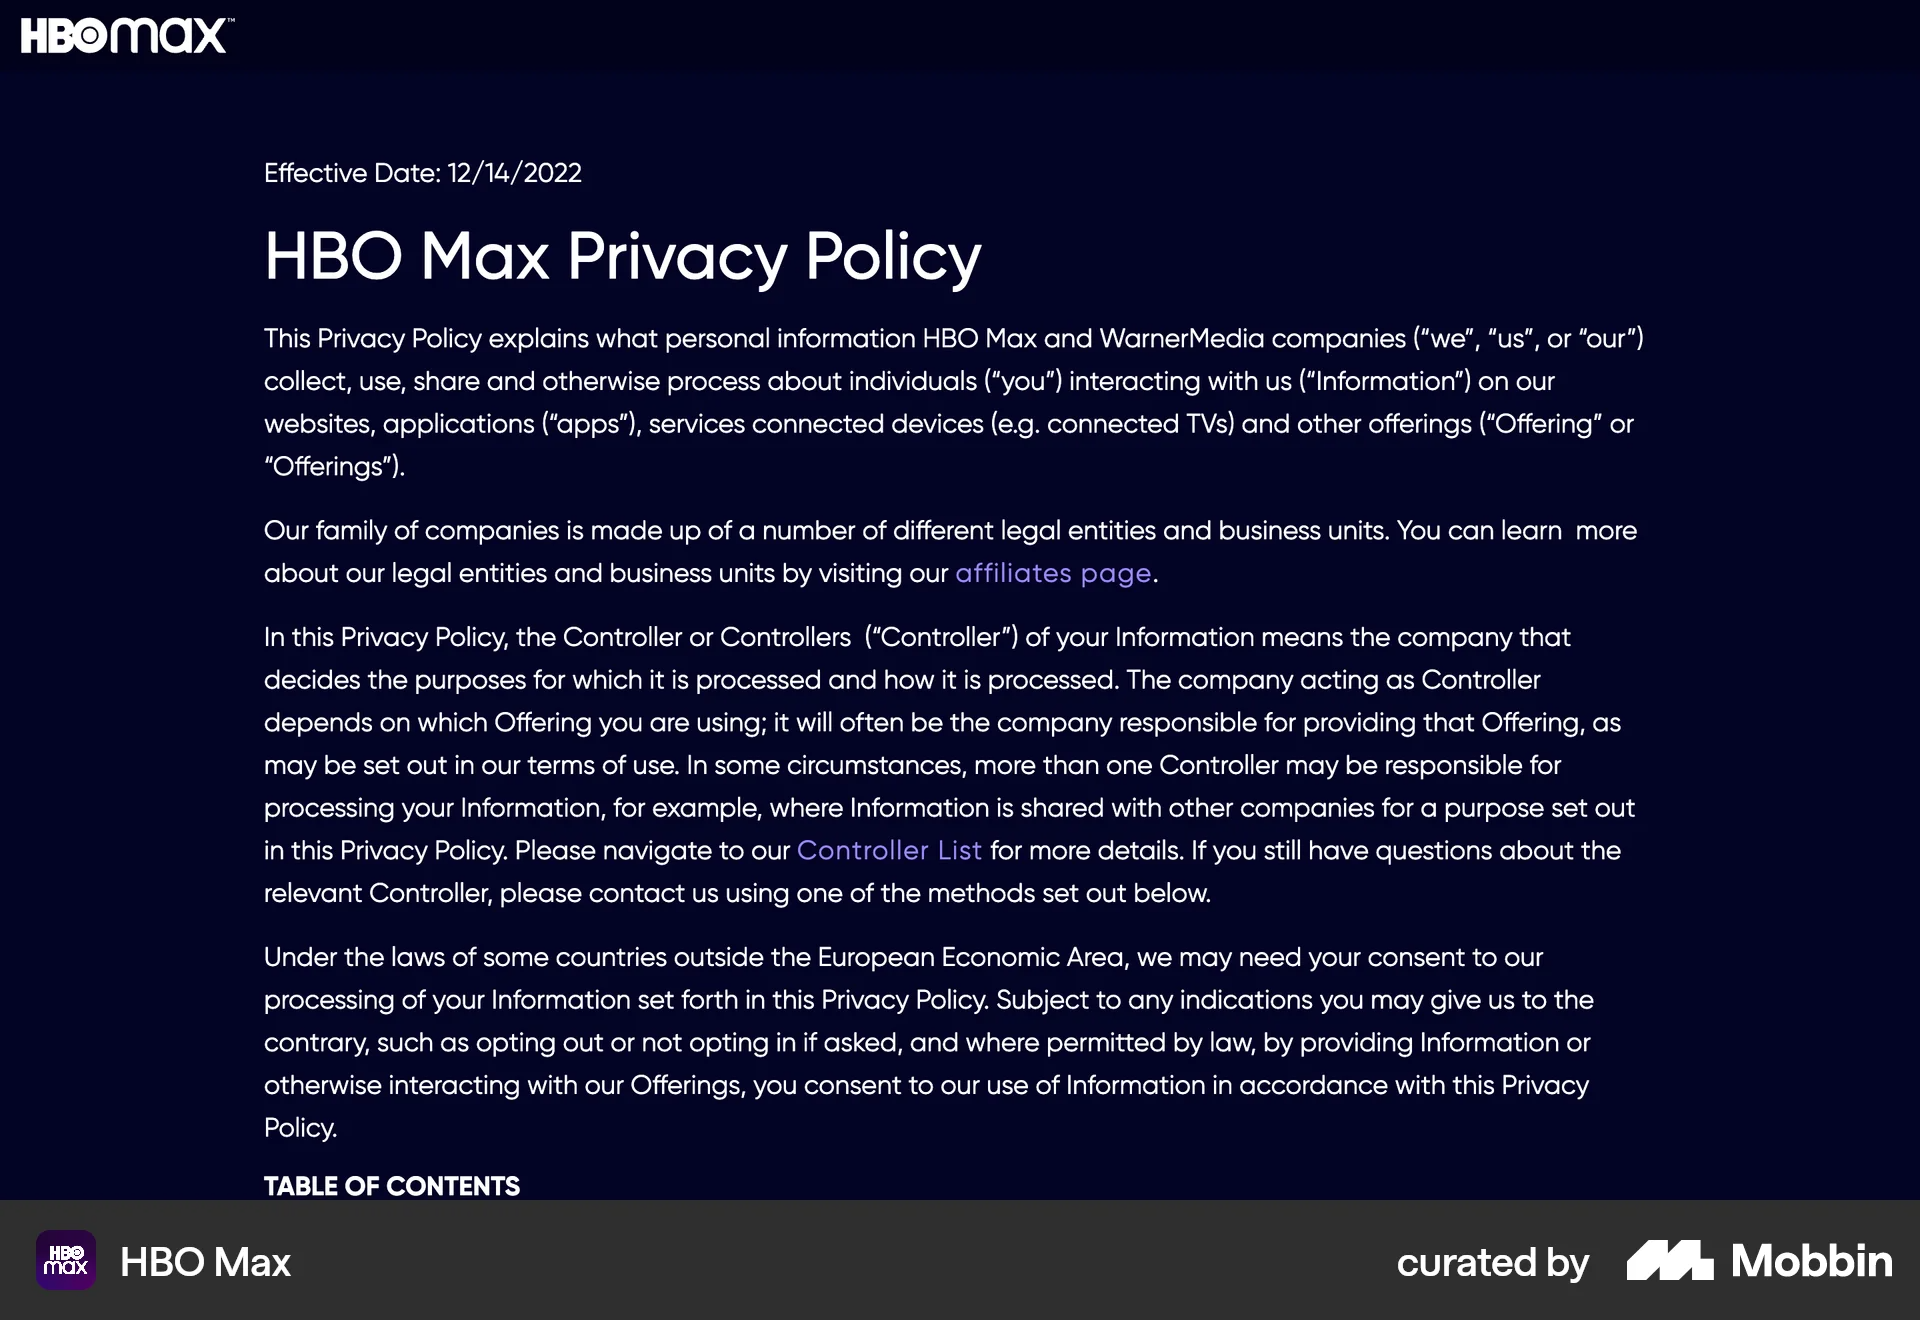 HBOmax™
Effective Date: 12/14/2022
HBO Max Privacy Policy
This Privacy Policy explains what personal information HBO Max and WarnerMedia companies (“we”, “us”, or “our”)
collect, use, share and otherwise process about individuals (“you”) interacting with us (“Information”) on our
websites, applications (“apps”), services connected devices (e.g. connected TVs) and other offerings (“Offering” or
“Offerings”).
Our family of companies is made up of a number of different legal entities and business units. You can learn  more
about our legal entities and business units by visiting our affiliates page.
In this Privacy Policy, the Controller or Controllers  (“Controller”) of your Information means the company that
decides the purposes for which it is processed and how it is processed. The company acting as Controller
depends on which Offering you are using; it will often be the company responsible for providing that Offering, as
may be set out in our terms of use. In some circumstances, more than one Controller may be responsible for
processing your Information, for example, where Information is shared with other companies for a purpose set out
in this Privacy Policy. Please navigate to our Controller List for more details. If you still have questions about the
relevant Controller, please contact us using one of the methods set out below.
Under the laws of some countries outside the European Economic Area, we may need your consent to our
processing of your Information set forth in this Privacy Policy. Subject to any indications you may give us to the
contrary, such as opting out or not opting in if asked, and where permitted by law, by providing Information or
otherwise interacting with our Offerings, you consent to our use of Information in accordance with this Privacy
Policy.
TABLE OF CONTENTS
HBO
max
HBO Max
curated by
Mobbin